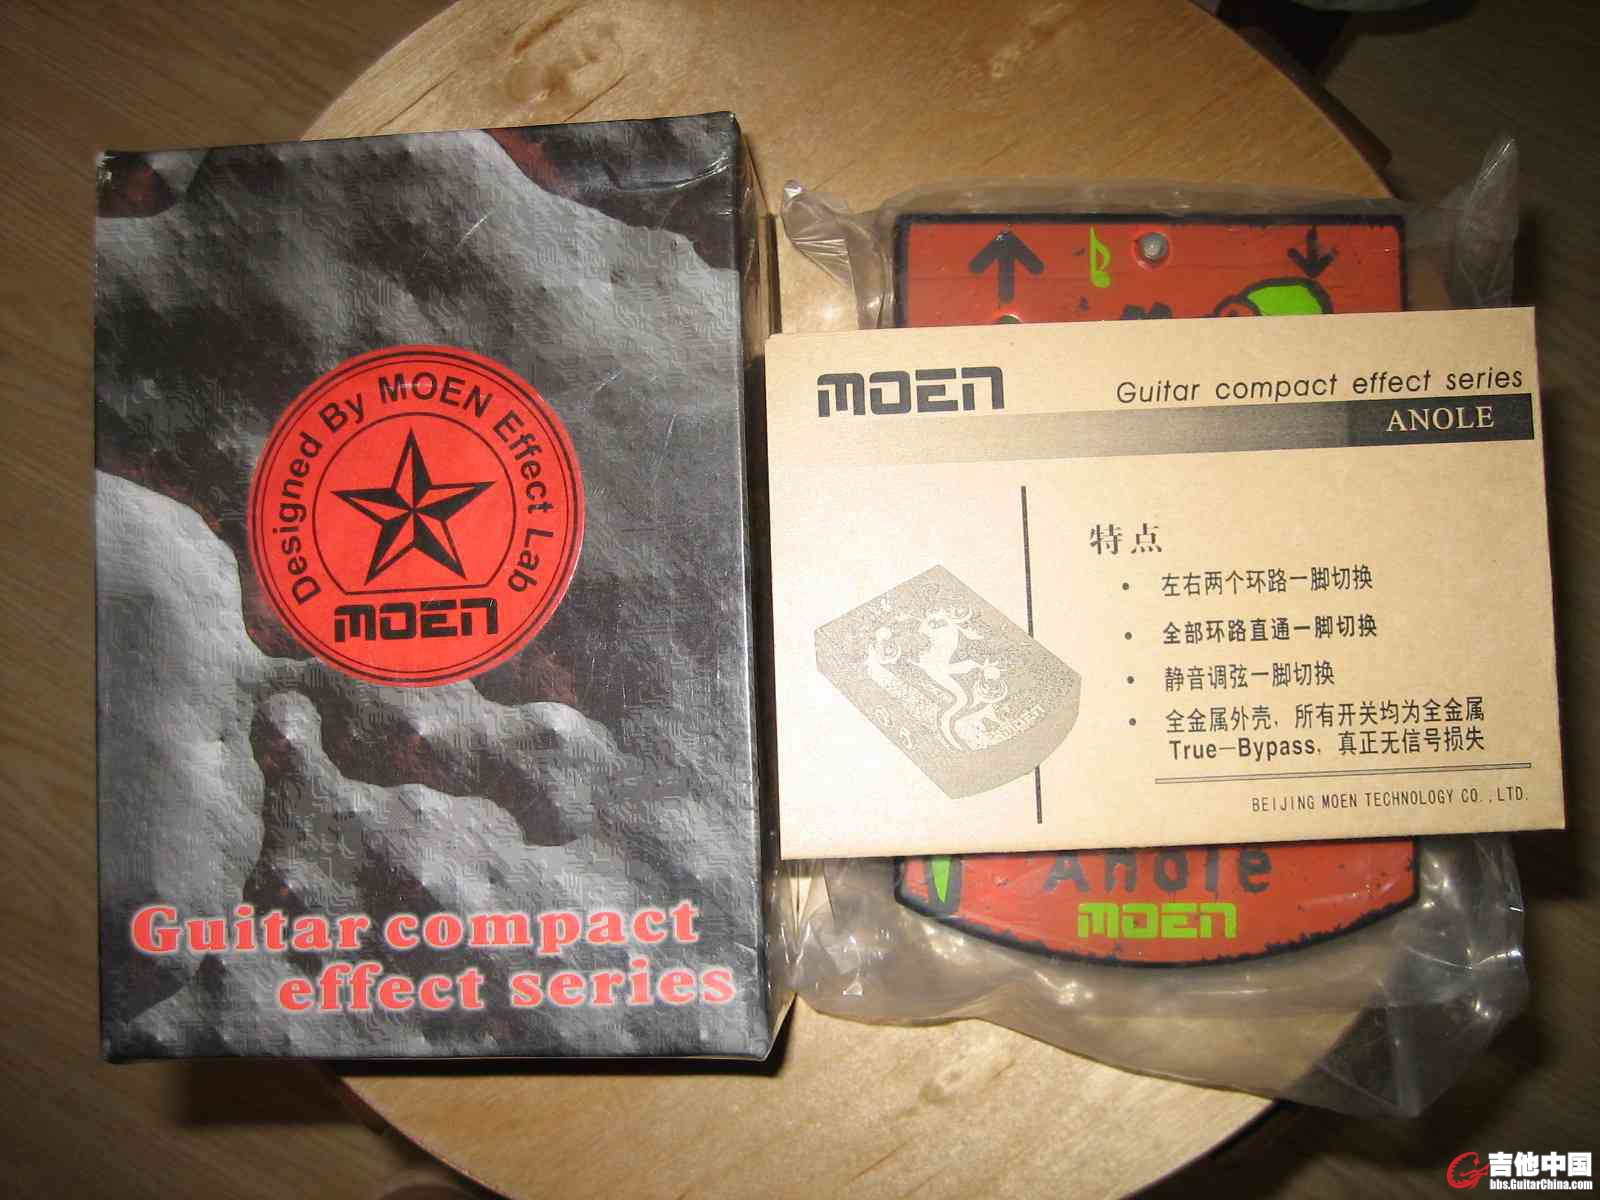 Designed By MOEN Effect Lab
MOEN
Guitar compact
effect series
MOEN
Guitar compact effect series
ANOLE
特点
• 左右两个环路一脚切换
• 全部环路直通一脚切换
• 静音调弦一脚切换
• 全金属外壳，所有开关均为全金属
True—Bypass，真正无信号损失
BEIJING MOEN TECHNOLOGY CO.,LTD.
Anole
MOEN
吉他中国
bbs.GuitarChina.com